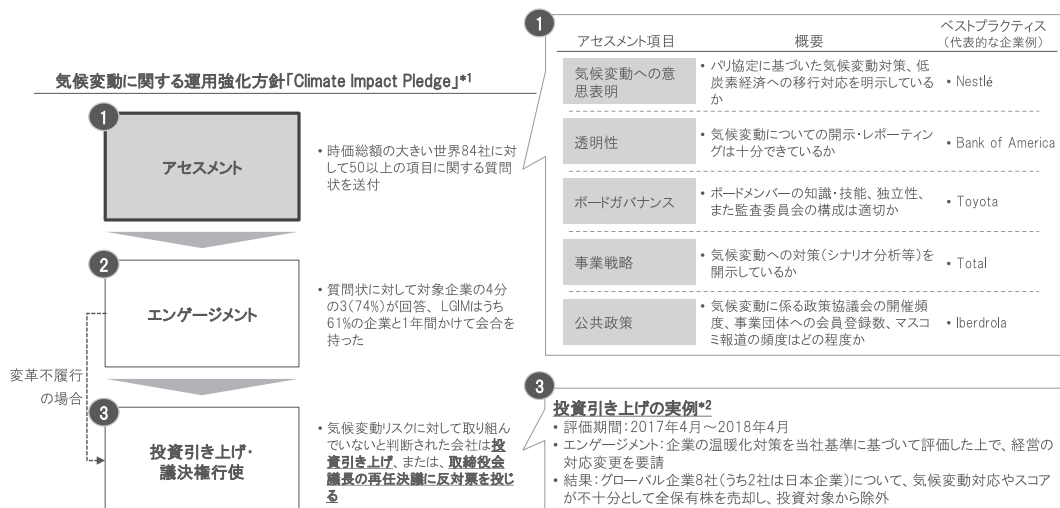 気候変動に関する運用強化方針「Climate Impact Pledge」*1
1
アセスメント
・時価総額の大きい世界84社に対
して50以上の項目に関する質問
状を送付
2
エンゲージメント
・質問状に対して対象企業の4分
の3(74%)が回答、LGIMはうち
61%の企業と1年間かけて会合を
持った
変革不履行
の場合
3
投資引き上げ・
議決権行使
・気候変動リスクに対して取り組ん
でいないと判断された会社は投
資引き上げ、または、取締役会
議長の再任決議に反対票を投じ
る
1
アセスメント項目
概要
ベストプラクティス
(代表的な企業例)
気候変動への意
思表明
・パリ協定に基づいた気候変動対策、低
炭素経済への移行対応を明示している
か
・Nestlé
透明性
・気候変動についての開示・レポーティン
グは十分できているか
・Bank of America
ボードガバナンス
・ボードメンバーの知識・技能、独立性、
また監査委員会の構成は適切か
・Toyota
事業戦略
・気候変動への対策(シナリオ分析等)を
開示しているか
・Total
公共政策
・気候変動に係る政策協議会の開催頻
度、事業団体への会員登録数、マスコ
ミ報道の頻度はどの程度か
・Iberdrola
3
投資引き上げの実例*2
・評価期間:2017年4月～2018年4月
・エンゲージメント:企業の温暖化対策を当社基準に基づいて評価した上で、経営の
対応変更を要請
・結果:グローバル企業8社(うち2社は日本企業)について、気候変動対応やスコア
が不十分として全保有株を売却し、投資対象から除外